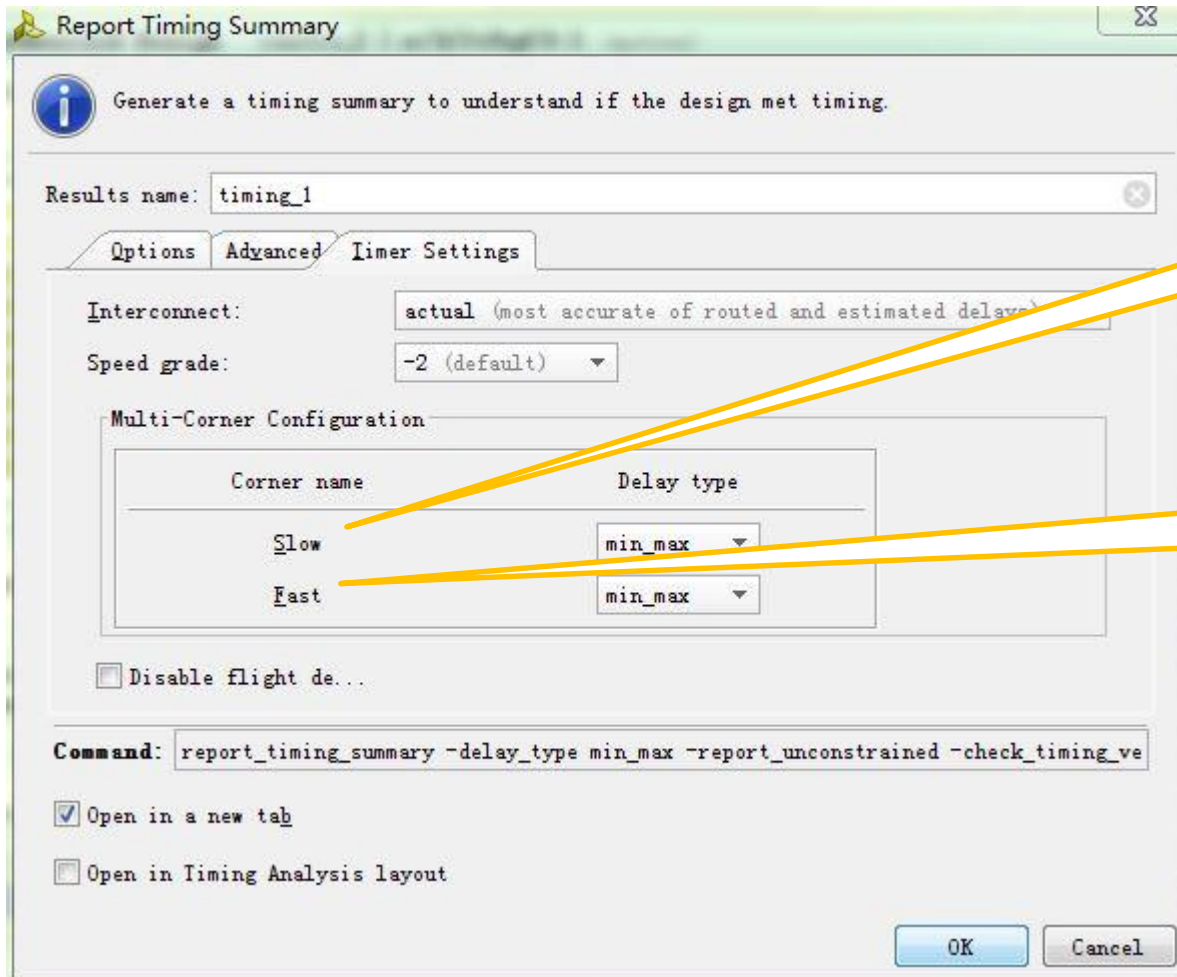 Report Timing Summary
Generate a timing summary to understand if the design met timing.
Results name: timing_1
Options Advanced Timer Settings
Interconnect: actual (most accurate of routed and estimated delays)
Speed grade: -2 (default)
Multi-Corner Configuration
Corner name Delay type
Slow min_max
Fast min_max
Disable flight de...
Command: report_timing_summary -delay_type min_max -report_unconstrained -check_timing_ve
Open in a new tab
Open in Timing Analysis layout
OK Cancel